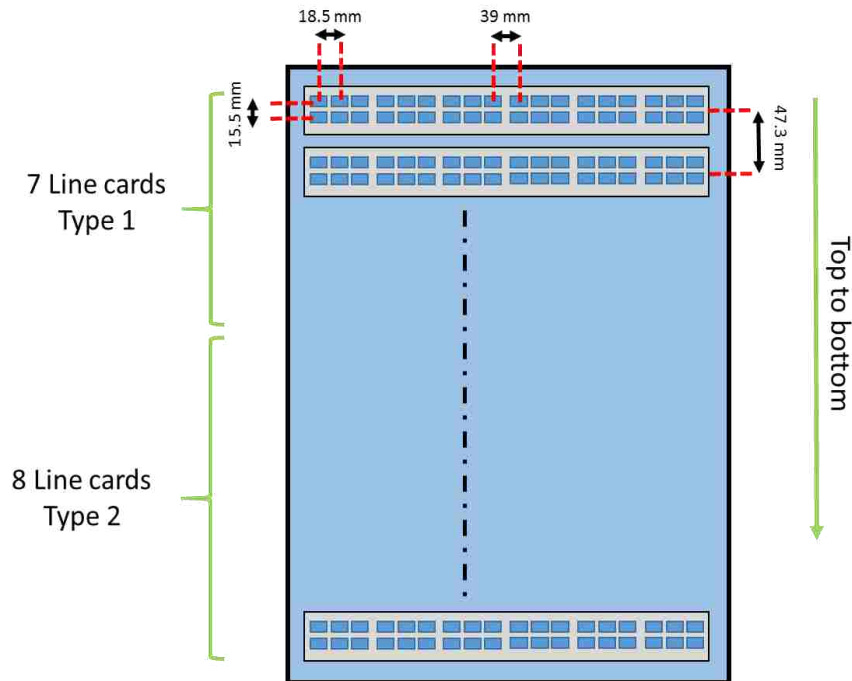 18.5 mm
39 mm
15.5 mm
47.3 mm
7 Line cards
Type 1
Top to bottom
8 Line cards
Type 2